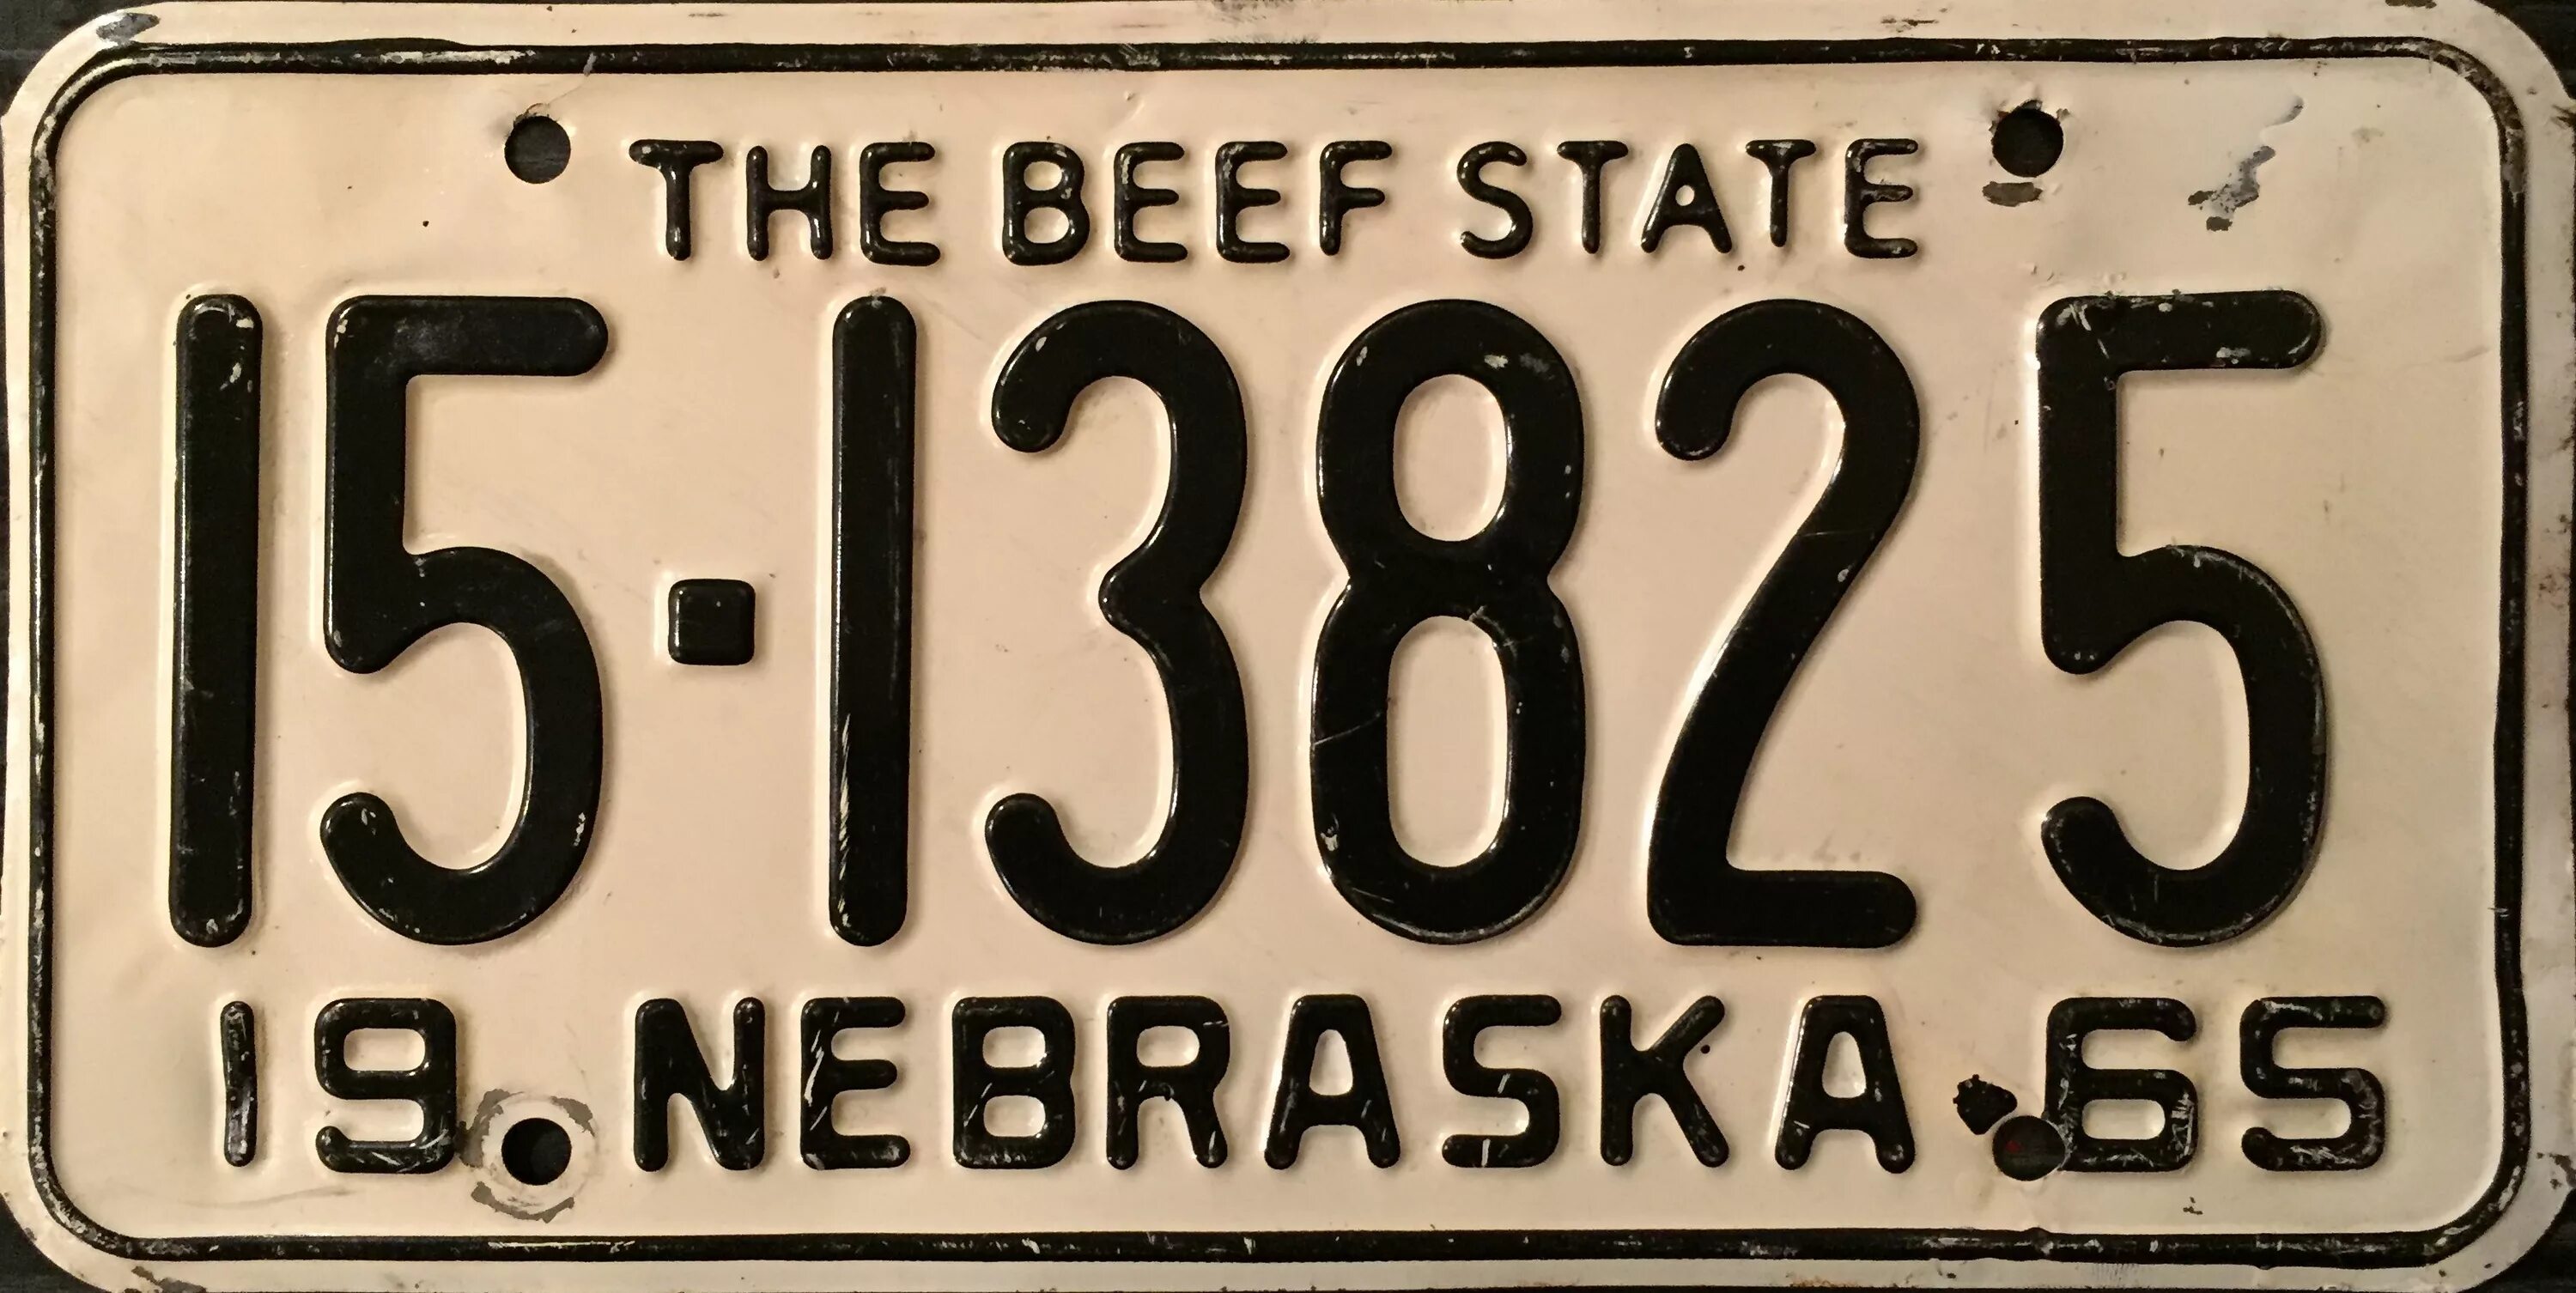 THE BEEF STATE
15-13825
19 NEBRASKA 65